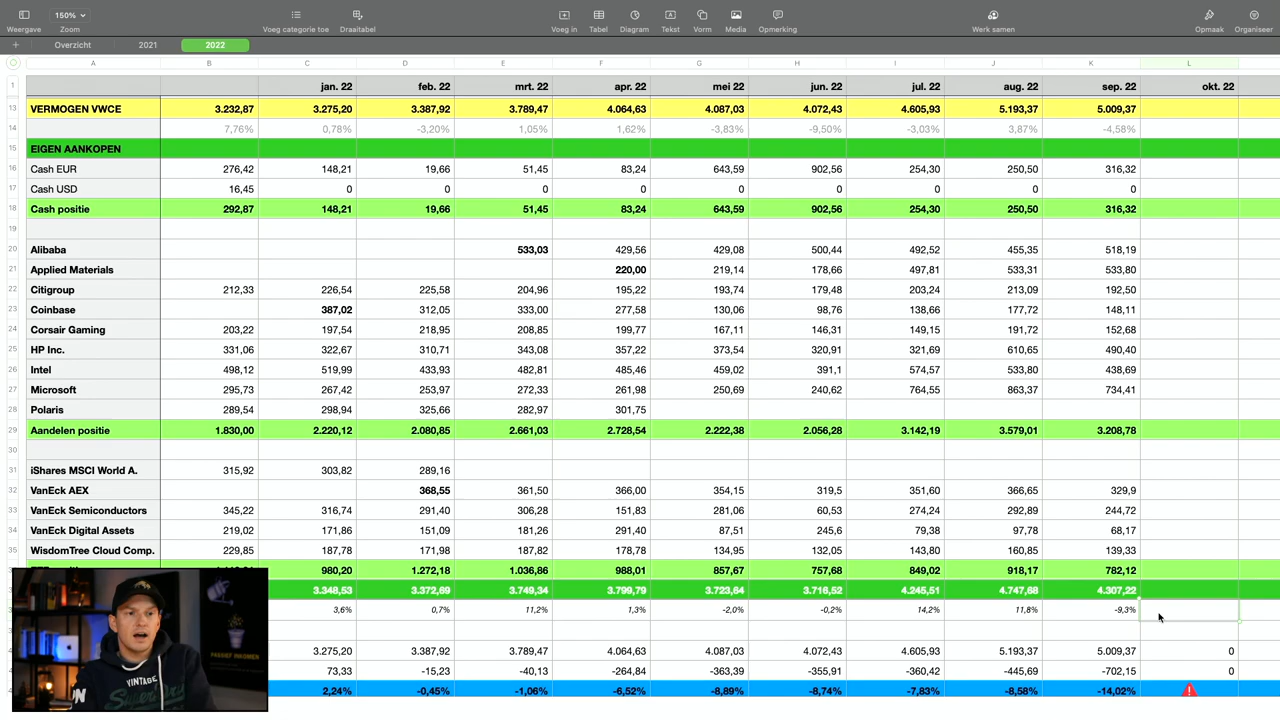 150%
Weergave Zoom Voeg categorie toe Draaitabel Voeg in Tabel Diagram Tekst Vorm Media Opmerking Werk samen Opmaak Organiseer
+ Overzicht 2021 2022
A B C D E F G H I J K L
1 jan. 22 feb. 22 mrt. 22 apr. 22 mei 22 jun. 22 jul. 22 aug. 22 sep. 22 okt. 22
13 VERMOGEN VWCE 3.232,87 3.275,20 3.387,92 3.789,47 4.064,63 4.087,03 4.072,43 4.605,93 5.193,37 5.009,37
14 7,76% 0,78% -3,20% 1,05% 1,62% -3,83% -9,50% -3,03% 3,87% -4,58%
15 EIGEN AANKOPEN
16 Cash EUR 276,42 148,21 19,66 51,45 83,24 643,59 902,56 254,30 250,50 316,32
17 Cash USD 16,45 0 0 0 0 0 0 0 0 0
18 Cash positie 292,87 148,21 19,66 51,45 83,24 643,59 902,56 254,30 250,50 316,32
19
20 Alibaba 533,03 429,56 429,08 500,44 492,52 455,35 518,19
21 Applied Materials 220,00 219,14 178,66 497,81 533,31 533,80
22 Citigroup 212,33 226,54 225,58 204,96 195,22 193,74 179,48 203,24 213,09 192,50
23 Coinbase 387,02 312,05 333,00 277,58 130,06 98,76 138,66 177,72 148,11
24 Corsair Gaming 203,22 197,54 218,95 208,85 199,77 167,11 146,31 149,15 191,72 152,68
25 HP Inc. 331,06 322,67 310,71 343,08 357,22 373,54 320,91 321,69 610,65 490,40
26 Intel 498,12 519,99 433,93 482,81 485,46 459,02 391,1 574,57 533,80 438,69
27 Microsoft 295,73 267,42 253,97 272,33 261,98 250,69 240,62 764,55 863,37 734,41
28 Polaris 289,54 298,94 325,66 282,97 301,75
29 Aandelen positie 1.830,00 2.220,12 2.080,85 2.661,03 2.728,54 2.222,38 2.056,28 3.142,19 3.579,01 3.208,78
30
31 iShares MSCI World A. 315,92 303,82 289,16
32 VanEck AEX 368,55 361,50 366,00 354,15 319,5 351,60 366,65 329,9
33 VanEck Semiconductors 345,22 316,74 291,40 306,28 151,83 281,06 60,53 274,24 292,89 244,72
34 VanEck Digital Assets 219,02 171,86 151,09 181,26 291,40 87,51 245,6 79,38 97,78 68,17
35 WisdomTree Cloud Comp. 229,85 187,78 171,98 187,82 178,78 134,95 132,05 143,80 160,85 139,33
980,20 1.272,18 1.036,86 988,01 857,67 757,68 849,02 918,17 782,12
3.348,53 3.372,69 3.749,34 3.799,79 3.723,64 3.716,52 4.245,51 4.747,68 4.307,22
3,6% 0,7% 11,2% 1,3% -2,0% -0,2% 14,2% 11,8% -9,3%
3.275,20 3.387,92 3.789,47 4.064,63 4.087,03 4.072,43 4.605,93 5.193,37 5.009,37 0
73,33 -15,23 -40,13 -264,84 -363,39 -355,91 -360,42 -445,69 -702,15 0
2,24% -0,45% -1,06% -6,52% -8,89% -8,74% -7,83% -8,58% -14,02%
PASSIEF INKOMEN
VINTAGE